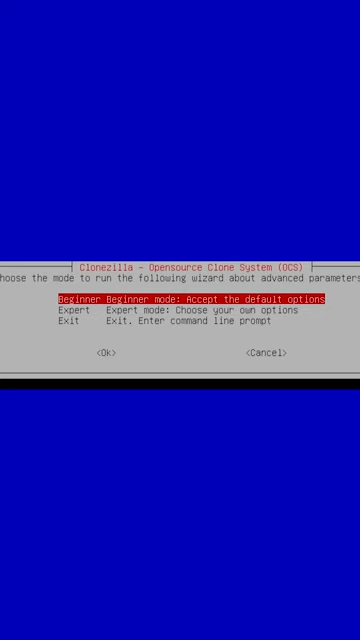 Clonezilla - Opensource Clone System (OCS)
hoose the mode to run the following wizard about advanced parameters
Beginner Beginner mode: Accept the default options
Expert Expert mode: Choose your own options
Exit Exit. Enter command line prompt
<Ok> <Cancel>